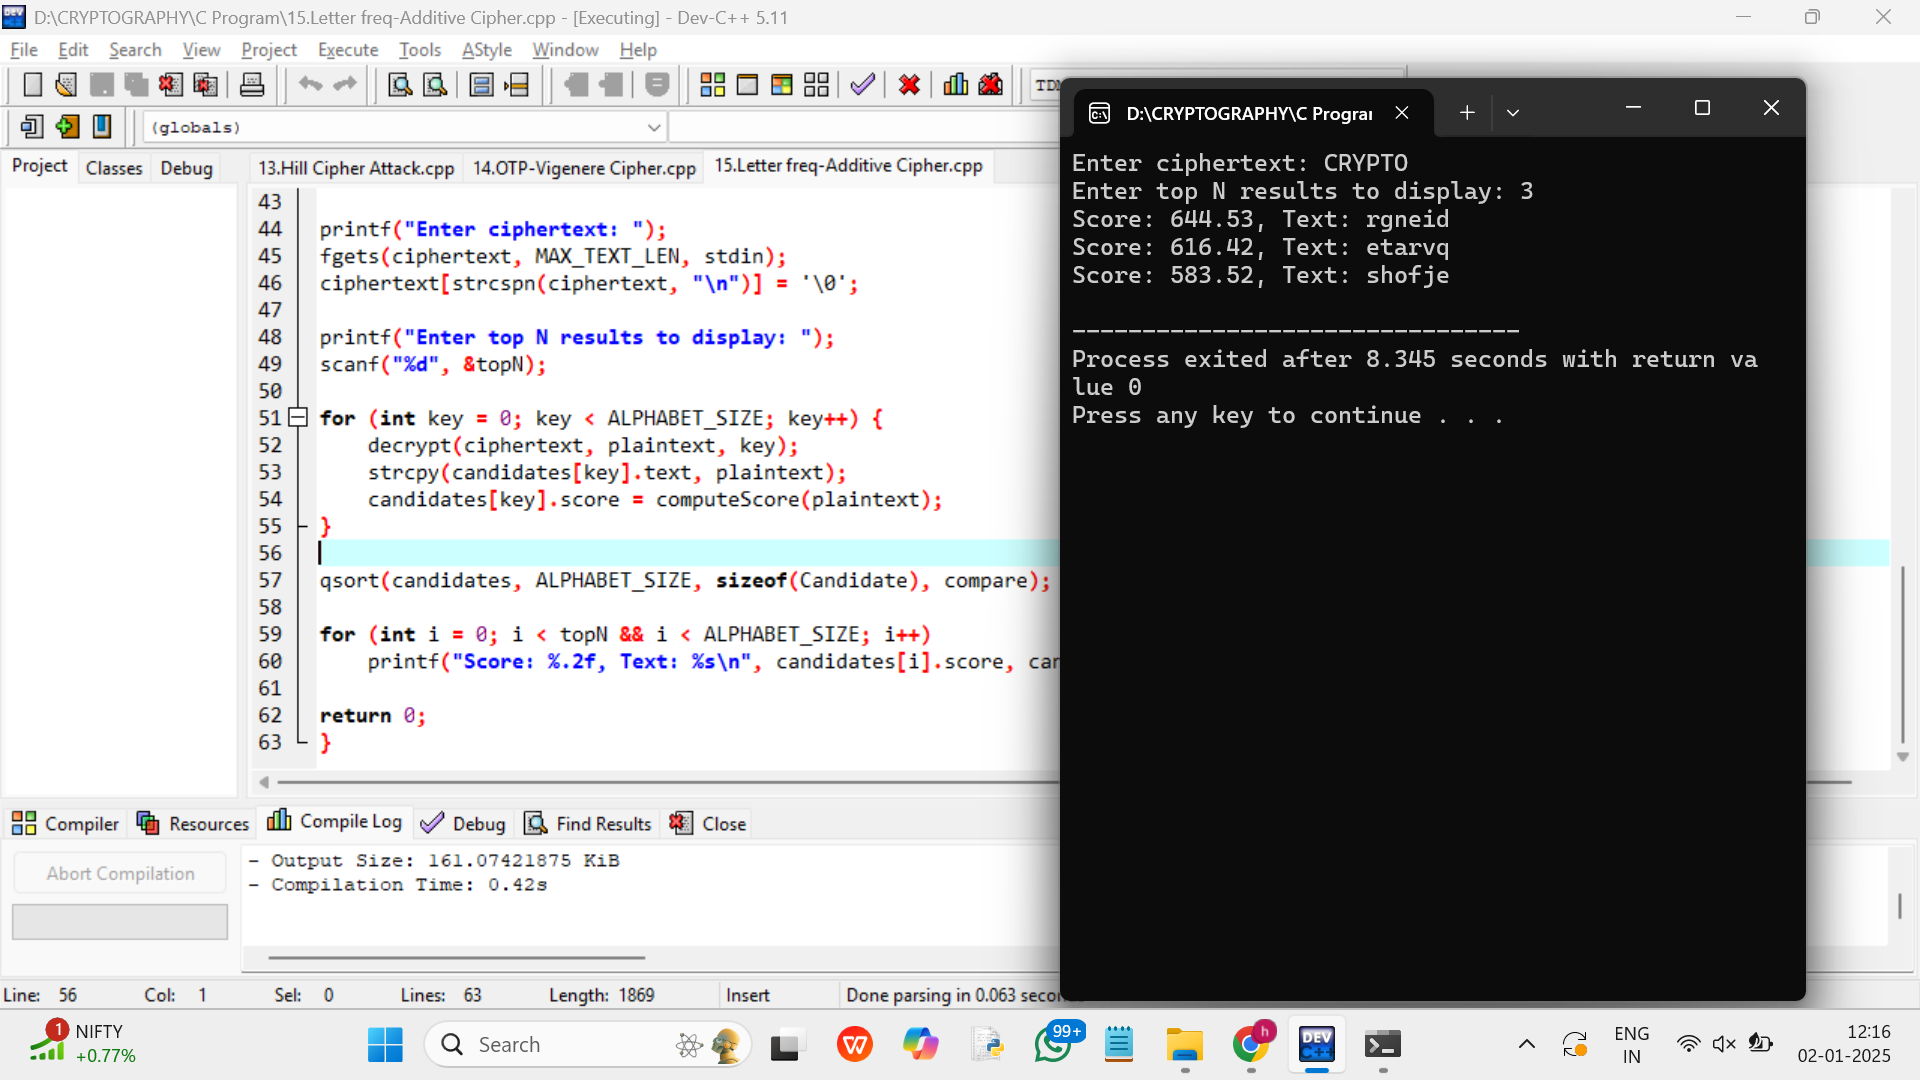 D:\CRYPTOGRAPHY\C Program\15.Letter freq-Additive Cipher.cpp - [Executing] - Dev-C++ 5.11
File Edit Search View Project Execute Tools AStyle Window Help
TDM
(globals)
Project Classes Debug
13.Hill Cipher Attack.cpp 14.OTP-Vigenere Cipher.cpp 15.Letter freq-Additive Cipher.cpp
43
44 printf("Enter ciphertext: ");
45 fgets(ciphertext, MAX_TEXT_LEN, stdin);
46 ciphertext[strcspn(ciphertext, "\n")] = '\0';
47
48 printf("Enter top N results to display: ");
49 scanf("%d", &topN);
50
51 for (int key = 0; key < ALPHABET_SIZE; key++) {
52 decrypt(ciphertext, plaintext, key);
53 strcpy(candidates[key].text, plaintext);
54 candidates[key].score = computeScore(plaintext);
55 }
56
57 qsort(candidates, ALPHABET_SIZE, sizeof(Candidate), compare);
58
59 for (int i = 0; i < topN && i < ALPHABET_SIZE; i++)
60 printf("Score: %.2f, Text: %s\n", candidates[i].score, can
61
62 return 0;
63 }
D:\CRYPTOGRAPHY\C Program
Enter ciphertext: CRYPTO
Enter top N results to display: 3
Score: 644.53, Text: rgneid
Score: 616.42, Text: etarvq
Score: 583.52, Text: shofje
--------------------------------
Process exited after 8.345 seconds with return va
lue 0
Press any key to continue . . .
Compiler Resources Compile Log Debug Find Results Close
Abort Compilation
- Output Size: 161.07421875 KiB
- Compilation Time: 0.42s
Line: 56 Col: 1 Sel: 0 Lines: 63 Length: 1869 Insert Done parsing in 0.063 secon
1
NIFTY
+0.77%
Search
99+
h
DEV
C++
ENG
IN
12:16
02-01-2025